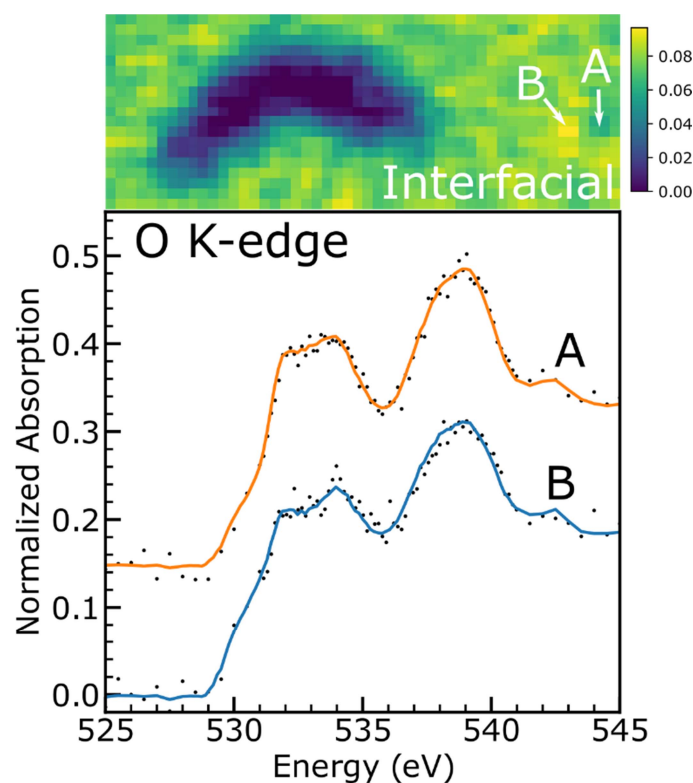 B A
Interfacial
0.08
0.06
0.04
0.02
0.00
O K-edge
Normalized Absorption
0.5
0.4
0.3
0.2
0.1
0.0
A
B
525 530 535 540 545
Energy (eV)